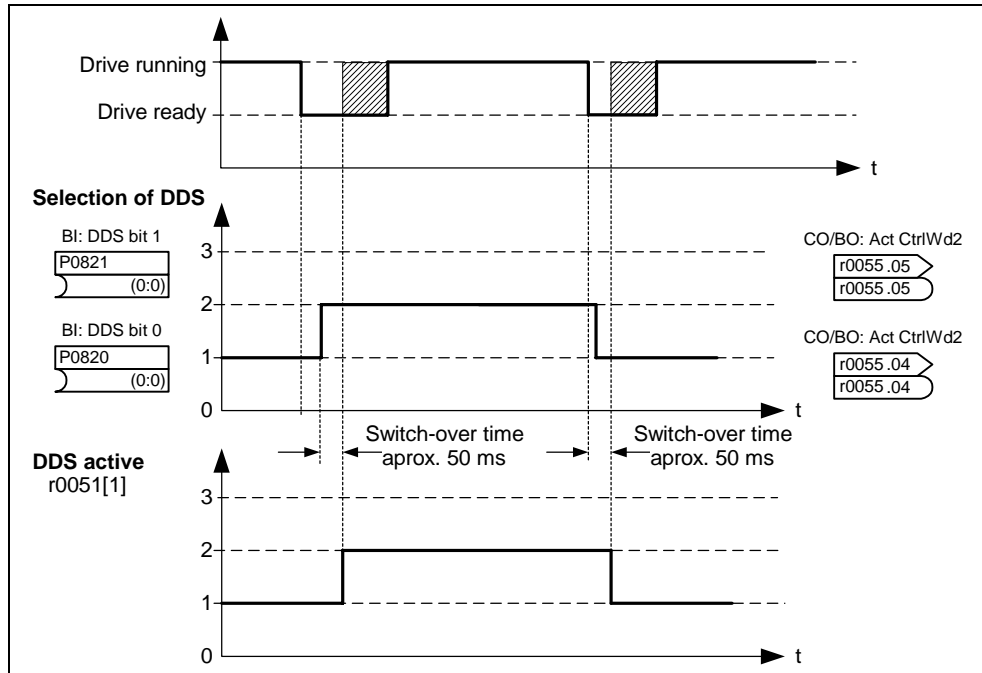 Drive running
Drive ready
t
Selection of DDS
BI: DDS bit 1
P0821
(0:0)
BI: DDS bit 0
P0820
(0:0)
3
2
1
0
t
CO/BO: Act CtrlWd2
r0055 .05
r0055 .05
CO/BO: Act CtrlWd2
r0055 .04
r0055 .04
Switch-over time
aprox. 50 ms
Switch-over time
aprox. 50 ms
DDS active
r0051[1]
3
2
1
0
t